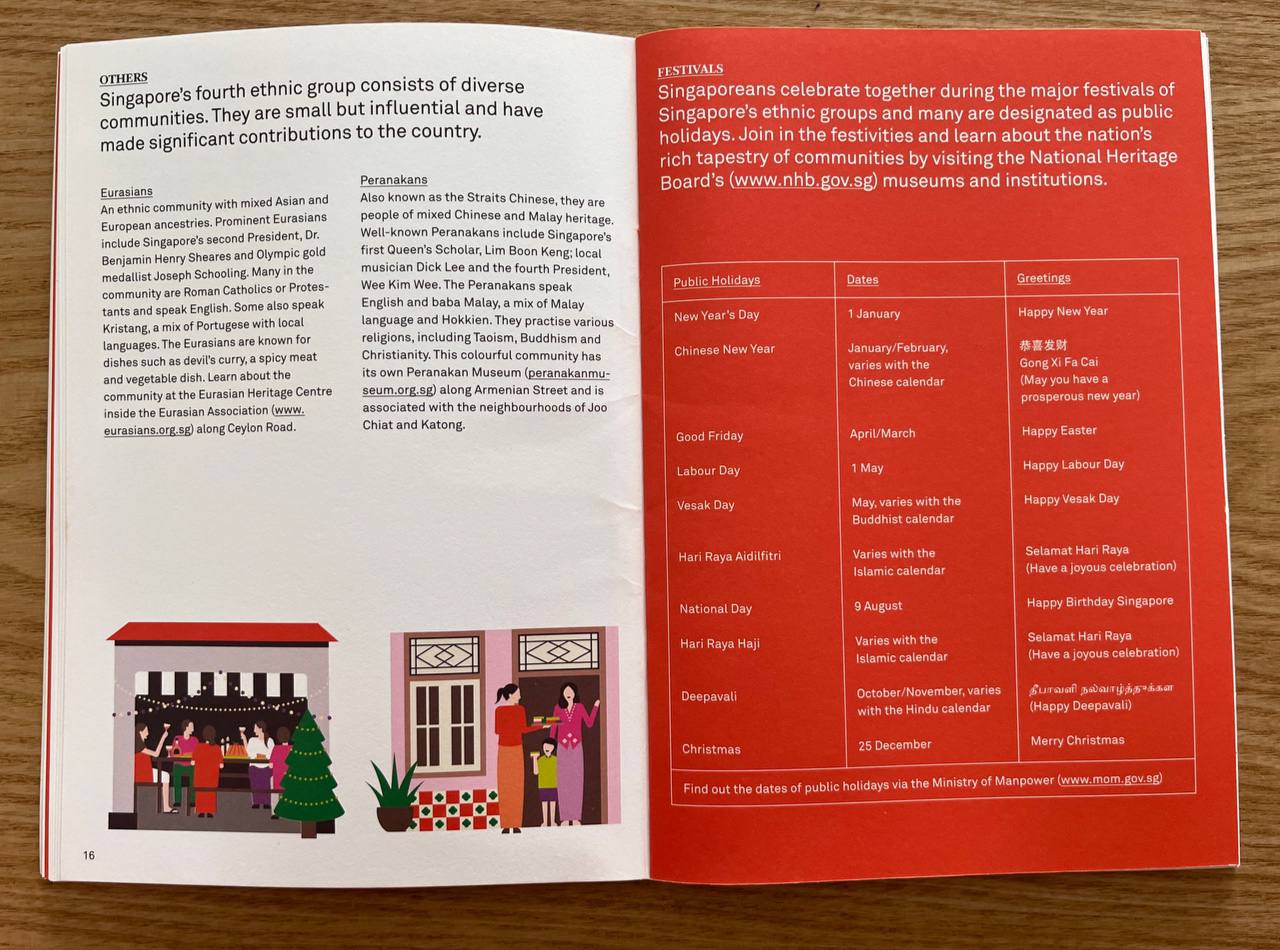 OTHERS
Singapore's fourth ethnic group consists of diverse
communities. They are small but influential and have
made significant contributions to the country.
Eurasians
An ethnic community with mixed Asian and
European ancestries. Prominent Eurasians
include Singapore's second President, Dr.
Benjamin Henry Sheares and Olympic gold
medallist Joseph Schooling. Many in the
community are Roman Catholics or Protes-
tants and speak English. Some also speak
Kristang, a mix of Portugese with local
languages. The Eurasians are known for
dishes such as devil's curry, a spicy meat
and vegetable dish. Learn about the
community at the Eurasian Heritage Centre
inside the Eurasian Association (www.
eurasians.org.sg) along Ceylon Road.
Peranakans
Also known as the Straits Chinese, they are
people of mixed Chinese and Malay heritage.
Well-known Peranakans include Singapore's
first Queen's Scholar, Lim Boon Keng; local
musician Dick Lee and the fourth President,
Wee Kim Wee. The Peranakans speak
English and baba Malay, a mix of Malay
language and Hokkien. They practise various
religions, including Taoism, Buddhism and
Christianity. This colourful community has
its own Peranakan Museum (peranakanmu-
seum.org.sg) along Armenian Street and is
associated with the neighbourhoods of Joo
Chiat and Katong.
16
FESTIVALS
Singaporeans celebrate together during the major festivals of
Singapore's ethnic groups and many are designated as public
holidays. Join in the festivities and learn about the nation's
rich tapestry of communities by visiting the National Heritage
Board's (www.nhb.gov.sg) museums and institutions.
Public Holidays Dates Greetings
New Year's Day 1 January Happy New Year
Chinese New Year January/February, 恭喜发财
varies with the Gong Xi Fa Cai
Chinese calendar (May you have a
prosperous new year)
Good Friday April/March Happy Easter
Labour Day 1 May Happy Labour Day
Vesak Day May, varies with the Happy Vesak Day
Buddhist calendar
Hari Raya Aidilfitri Varies with the Selamat Hari Raya
Islamic calendar (Have a joyous celebration)
National Day 9 August Happy Birthday Singapore
Hari Raya Haji Varies with the Selamat Hari Raya
Islamic calendar (Have a joyous celebration)
Deepavali October/November, varies தீபாவளி
with the Hindu calendar (Happy Deepavali)
Christmas 25 December Merry Christmas
Find out the dates of public holidays via the Ministry of Manpower (www.mom.gov.sg)